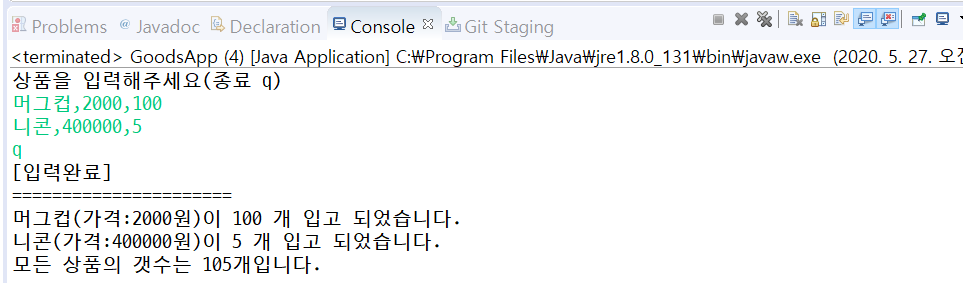 Problems @ Javadoc Declaration Console Git Staging
<terminated> GoodsApp (4) [Java Application] C:₩Program Files₩Java₩jre1.8.0_131₩bin₩javaw.exe (2020. 5. 27. 오전
상품을 입력해주세요(종료 q)
머그컵,2000,100
니콘,400000,5
q
[입력완료]
======================
머그컵(가격:2000원)이 100 개 입고 되었습니다.
니콘(가격:400000원)이 5 개 입고 되었습니다.
모든 상품의 갯수는 105개입니다.